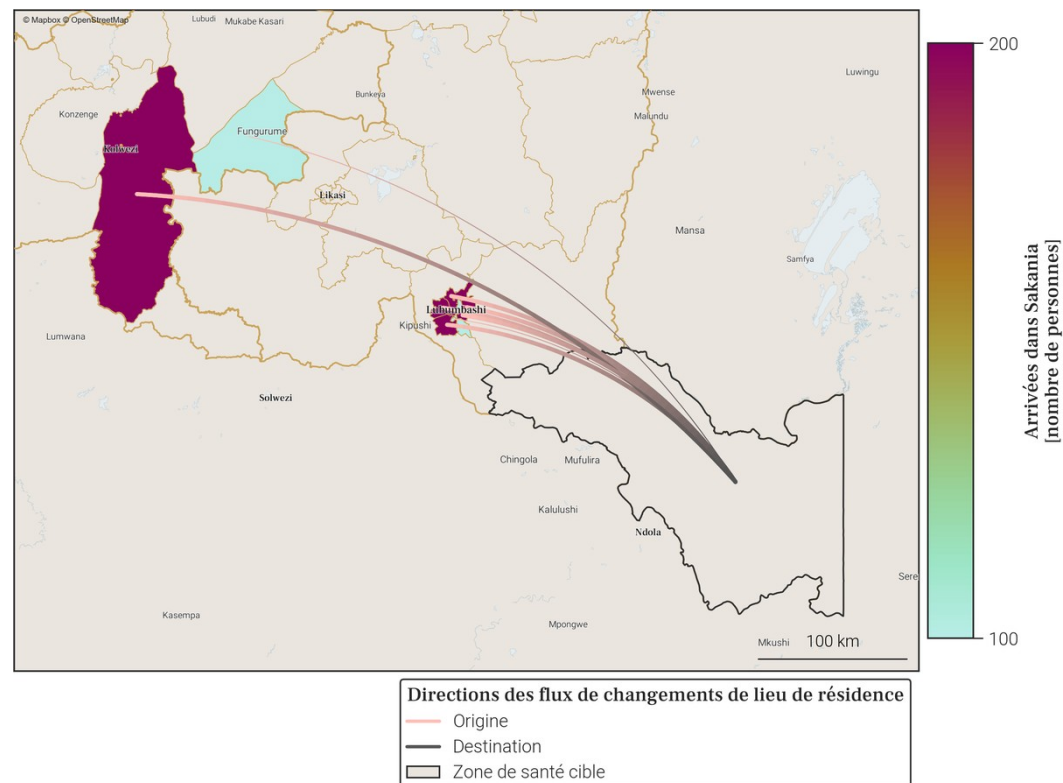 © Mapbox © OpenStreetMap
Lubudi
Mukabe Kasari
Luwingu
Bunkeya
Mwense
Konzenge
Malundu
Fungurume
Kolwezi
Likasi
Mansa
Samfya
Lubumbashi
Kipushi
Lumwana
Solwezi
Chingola
Mufulira
Kalulushi
Ndola
Sere
Kasempa
Mpongwe
Mkushi
100 km
200
100
Arrivées dans Sakania
[nombre de personnes]
Directions des flux de changements de lieu de résidence
Origine
Destination
Zone de santé cible